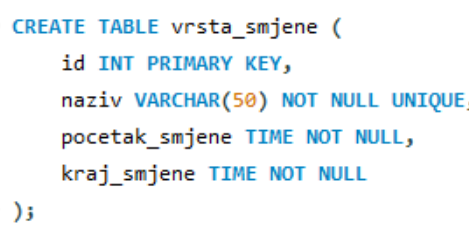 CREATE TABLE vrsta_smjene (
id INT PRIMARY KEY,
naziv VARCHAR(50) NOT NULL UNIQUE,
pocetak_smjene TIME NOT NULL,
kraj_smjene TIME NOT NULL
);